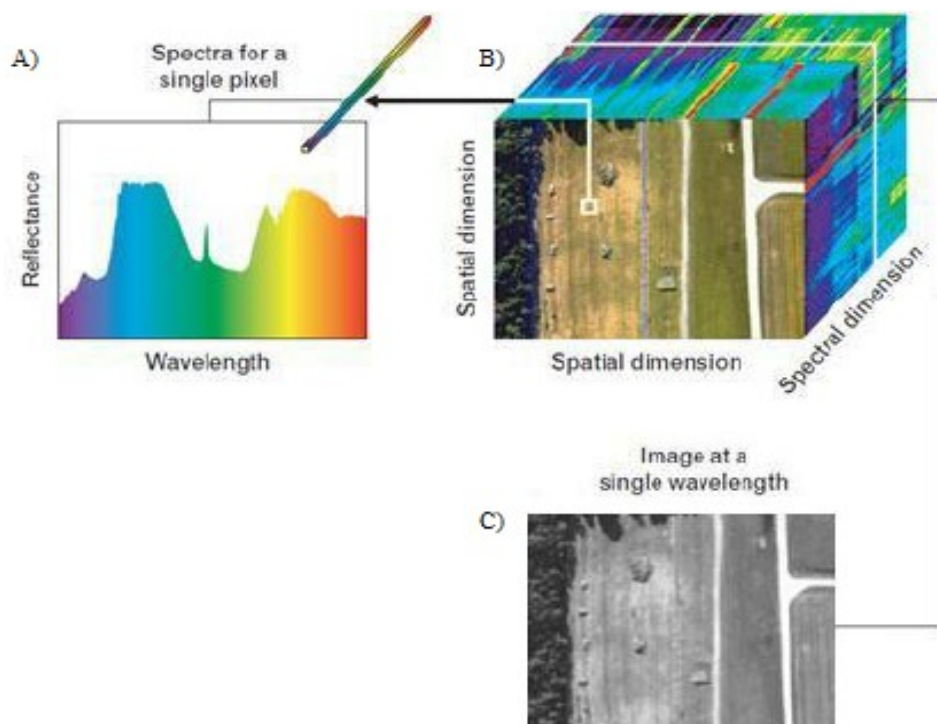 A)
Spectra for a
single pixel
Reflectance
Wavelength
B)
Spatial dimension
Spatial dimension
Spectral dimension
Image at a
single wavelength
C)